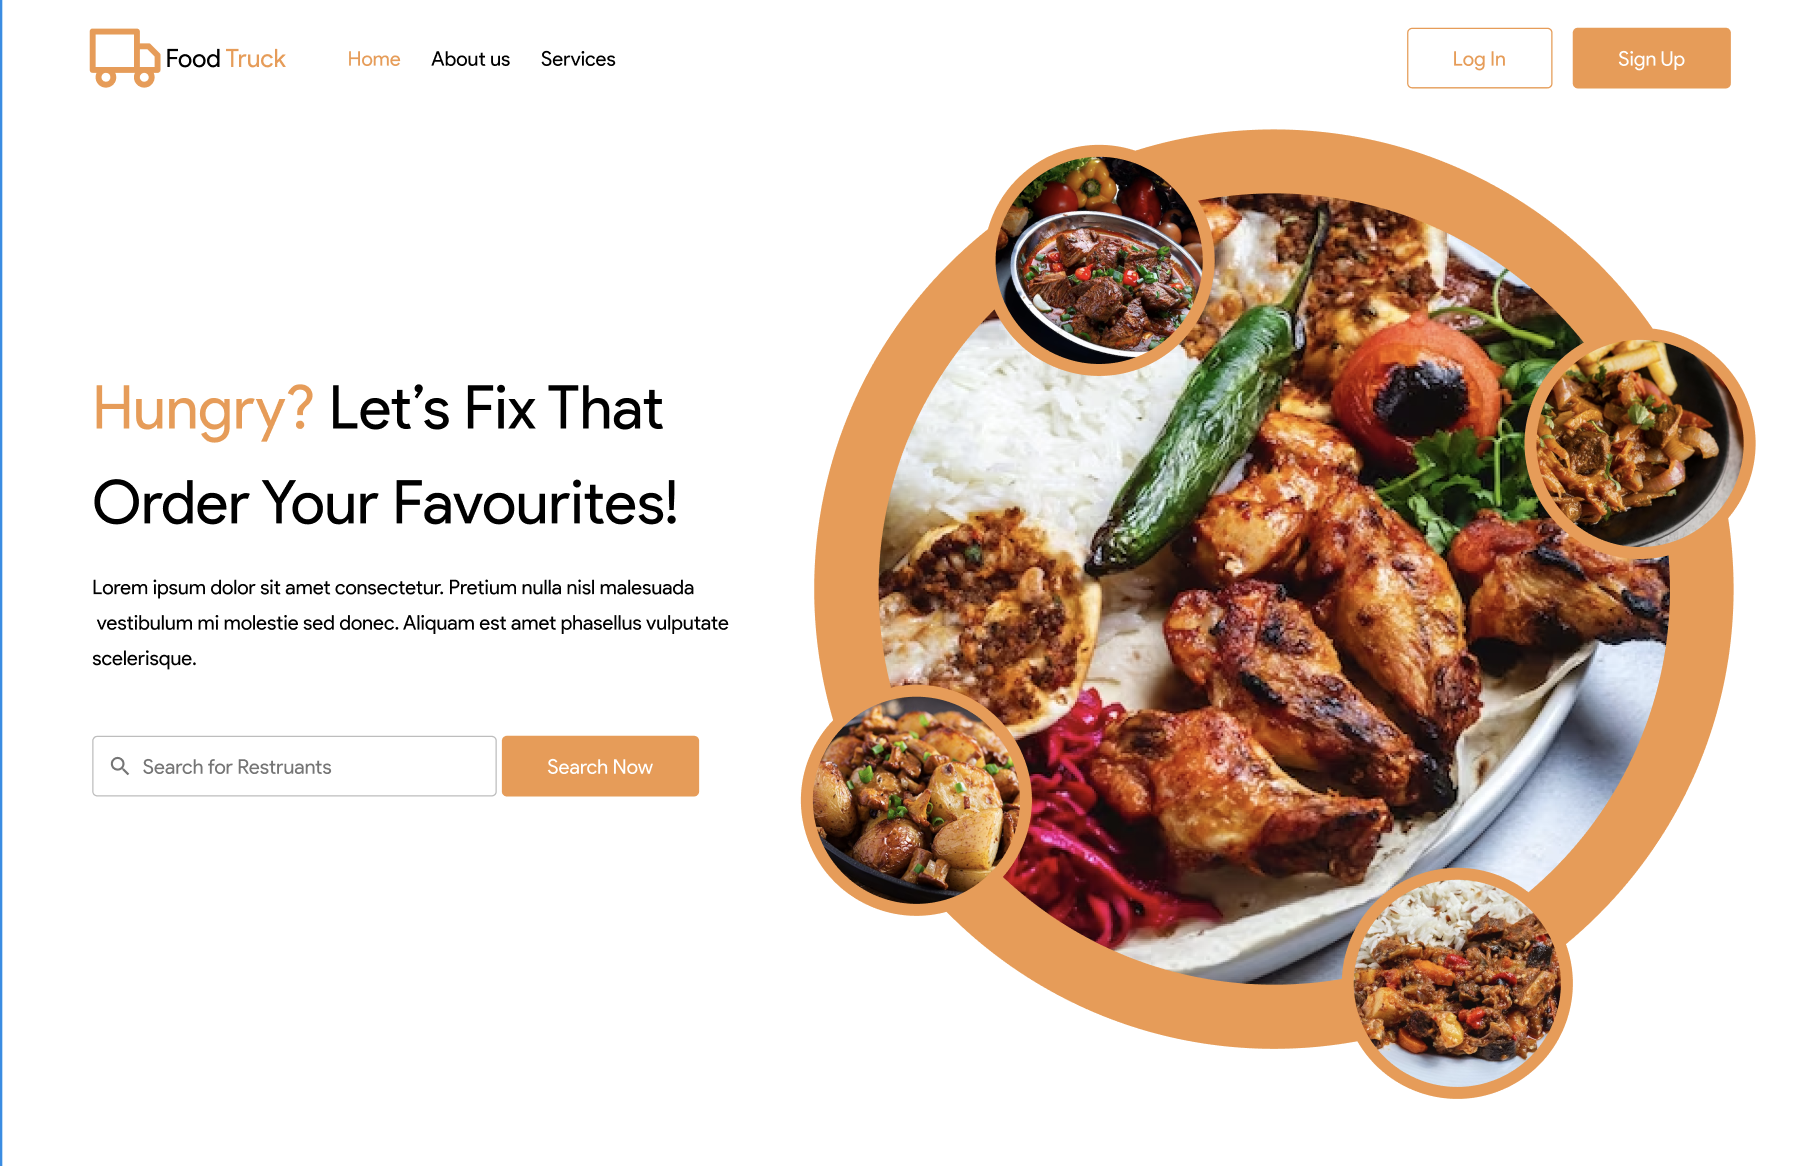 Food Truck
Home
About us
Services
Log In
Sign Up
Hungry? Let’s Fix That
Order Your Favourites!
Lorem ipsum dolor sit amet consectetur. Pretium nulla nisl malesuada
vestibulum mi molestie sed donec. Aliquam est amet phasellus vulputate
scelerisque.
Search for Restruants
Search Now